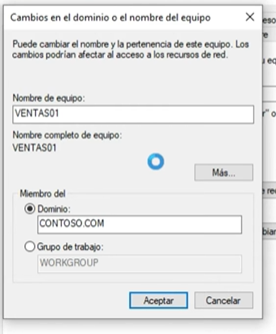 Cambios en el dominio o el nombre del equipo
Puede cambiar el nombre y la pertenencia de este equipo. Los
cambios podrían afectar al acceso a los recursos de red.
Nombre de equipo:
VENTAS01
Nombre completo de equipo:
VENTAS01
Más...
Miembro del
Dominio:
CONTOSO.COM
Grupo de trabajo:
WORKGROUP
Aceptar
Cancelar